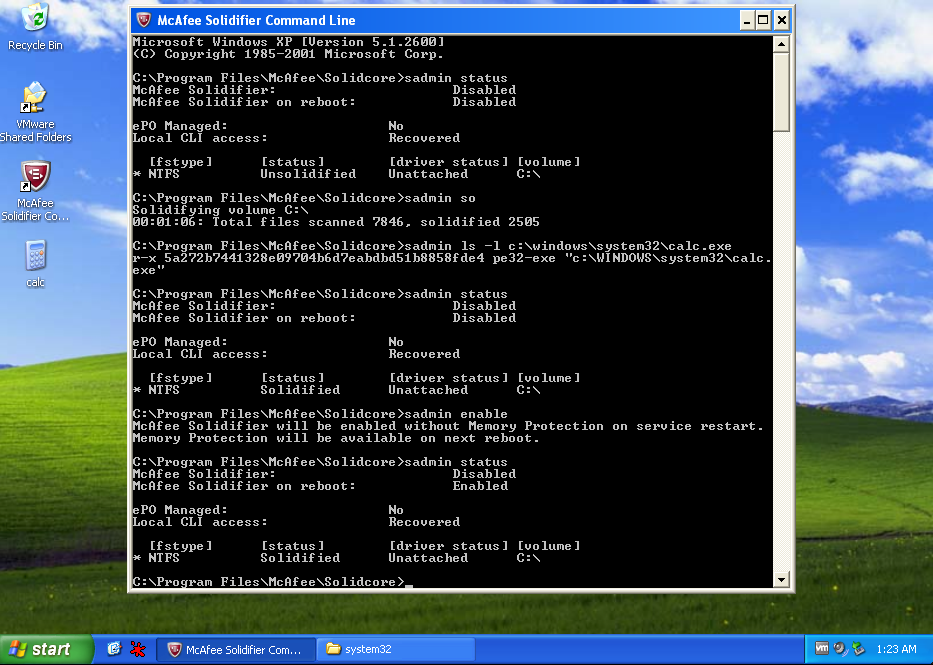 Recycle Bin
VMware
Shared Folders
McAfee
Solidifier Co...
calc
McAfee Solidifier Command Line
Microsoft Windows XP [Version 5.1.2600]
(C) Copyright 1985-2001 Microsoft Corp.
C:\Program Files\McAfee\Solidcore>sadmin status
McAfee Solidifier: Disabled
McAfee Solidifier on reboot: Disabled
ePO Managed: No
Local CLI access: Recovered
[fstype] [status] [driver status] [volume]
* NTFS Unsolidified Unattached C:\
C:\Program Files\McAfee\Solidcore>sadmin so
Solidifying volume C:\
00:01:06: Total files scanned 7846, solidified 2505
C:\Program Files\McAfee\Solidcore>sadmin ls -l c:\windows\system32\calc.exe
r-x 5a272b7441328e09704b6d7eabdbd51b8858fde4 pe32-exe "c:\WINDOWS\system32\calc.
exe"
C:\Program Files\McAfee\Solidcore>sadmin status
McAfee Solidifier: Disabled
McAfee Solidifier on reboot: Disabled
ePO Managed: No
Local CLI access: Recovered
[fstype] [status] [driver status] [volume]
* NTFS Solidified Unattached C:\
C:\Program Files\McAfee\Solidcore>sadmin enable
McAfee Solidifier will be enabled without Memory Protection on service restart.
Memory Protection will be available on next reboot.
C:\Program Files\McAfee\Solidcore>sadmin status
McAfee Solidifier: Disabled
McAfee Solidifier on reboot: Enabled
ePO Managed: No
Local CLI access: Recovered
[fstype] [status] [driver status] [volume]
* NTFS Solidified Unattached C:\
C:\Program Files\McAfee\Solidcore>_
start
McAfee Solidifier Com...
system32
vm
1:23 AM